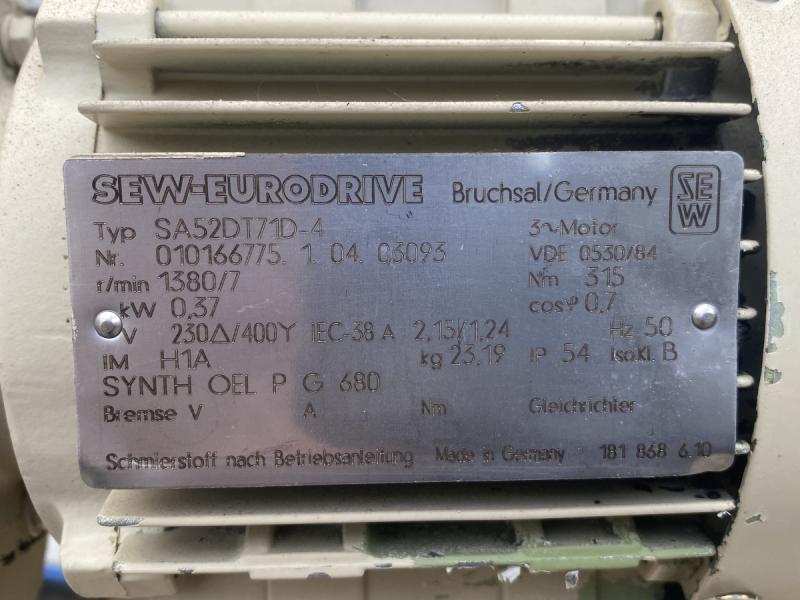 SEW-EURODRIVE Bruchsal/Germany SEW
Typ SA52DT71D-4 3~Motor
Nr. 010166775. 1. 04. 03093 VDE 0530/84
r/min 1380/7 Nm 315
kW 0,37 cosφ 0,7
V 230Δ/400Y IEC-38 A 2,15/1,24 Hz 50
IM H1A kg 23,19 IP 54 Iso.Kl. B
SYNTH OEL P G 680
Bremse V A Nm Gleichrichter
Schmierstoff nach Betriebsanleitung Made in Germany 181 868 6.10